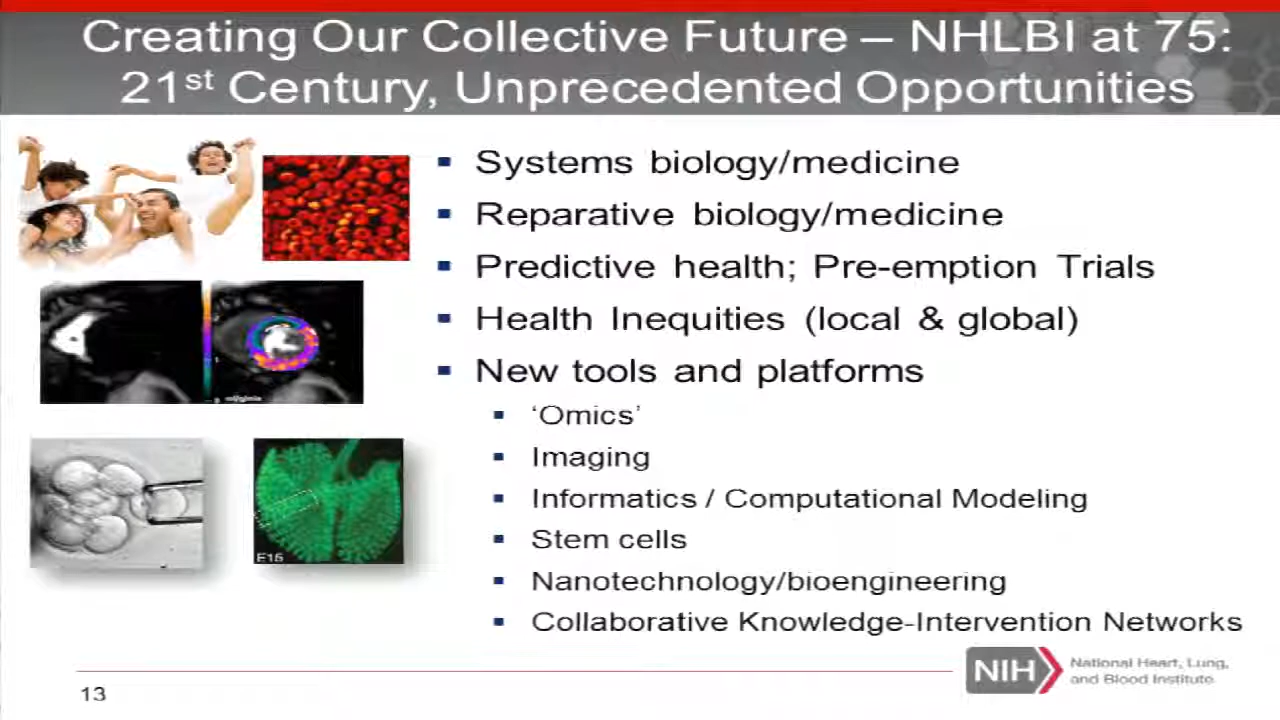 Creating Our Collective Future – NHLBI at 75:
21st Century, Unprecedented Opportunities
▪ Systems biology/medicine
▪ Reparative biology/medicine
▪ Predictive health; Pre-emption Trials
▪ Health Inequities (local & global)
▪ New tools and platforms
▪ ‘Omics’
▪ Imaging
▪ Informatics / Computational Modeling
▪ Stem cells
▪ Nanotechnology/bioengineering
▪ Collaborative Knowledge-Intervention Networks
E15
13
NIH
National Heart, Lung,
and Blood Institute